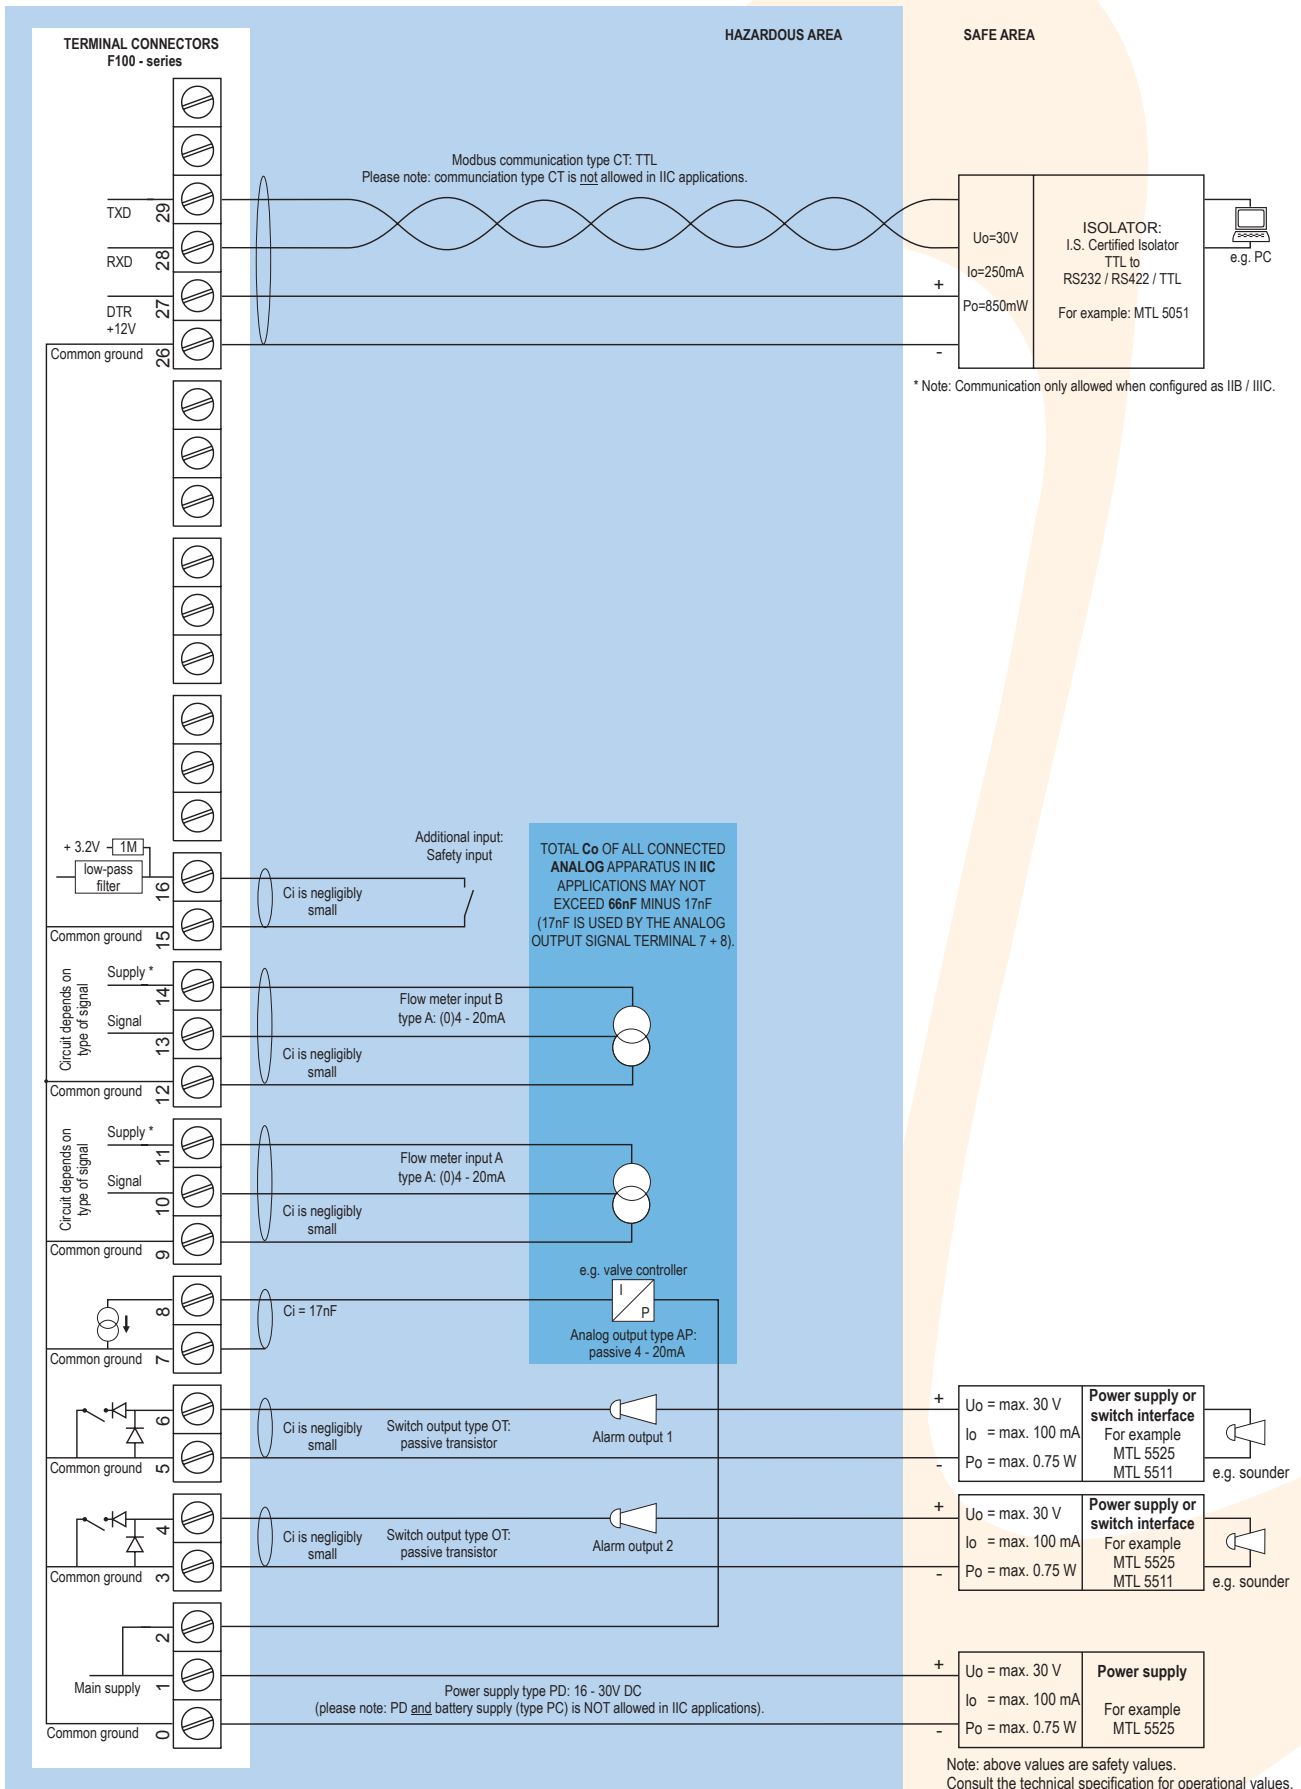 TERMINAL CONNECTORS
F100 - series
HAZARDOUS AREA
SAFE AREA
Modbus communication type CT: TTL
Please note: communciation type CT is not allowed in IIC applications.
TXD
29
RXD
28
DTR
+12V
27
Common ground
26
+
-
Uo=30V
Io=250mA
Po=850mW
ISOLATOR:
I.S. Certified Isolator
TTL to
RS232 / RS422 / TTL
For example: MTL 5051
e.g. PC
* Note: Communication only allowed when configured as IIB / IIIC.
+ 3.2V
1M
low-pass
filter
16
Common ground
15
Ci is negligibly
small
Additional input:
Safety input
TOTAL Co OF ALL CONNECTED
ANALOG APPARATUS IN IIC
APPLICATIONS MAY NOT
EXCEED 66nF MINUS 17nF
(17nF IS USED BY THE ANALOG
OUTPUT SIGNAL TERMINAL 7 + 8).
Circuit depends on
type of signal
Supply *
14
Signal
13
Common ground
12
Flow meter input B
type A: (0)4 - 20mA
Ci is negligibly
small
Circuit depends on
type of signal
Supply *
11
Signal
10
Common ground
9
Flow meter input A
type A: (0)4 - 20mA
Ci is negligibly
small
8
Common ground
7
Ci = 17nF
e.g. valve controller
I
P
Analog output type AP:
passive 4 - 20mA
6
Common ground
5
Ci is negligibly
small
Switch output type OT:
passive transistor
Alarm output 1
+
-
Uo = max. 30 V
Io = max. 100 mA
Po = max. 0.75 W
Power supply or
switch interface
For example
MTL 5525
MTL 5511
e.g. sounder
4
Common ground
3
Ci is negligibly
small
Switch output type OT:
passive transistor
Alarm output 2
+
-
Uo = max. 30 V
Io = max. 100 mA
Po = max. 0.75 W
Power supply or
switch interface
For example
MTL 5525
MTL 5511
e.g. sounder
2
Main supply
1
Common ground
0
Power supply type PD: 16 - 30V DC
(please note: PD and battery supply (type PC) is NOT allowed in IIC applications).
+
-
Uo = max. 30 V
Io = max. 100 mA
Po = max. 0.75 W
Power supply
For example
MTL 5525
Note: above values are safety values.
Consult the technical specification for operational values.